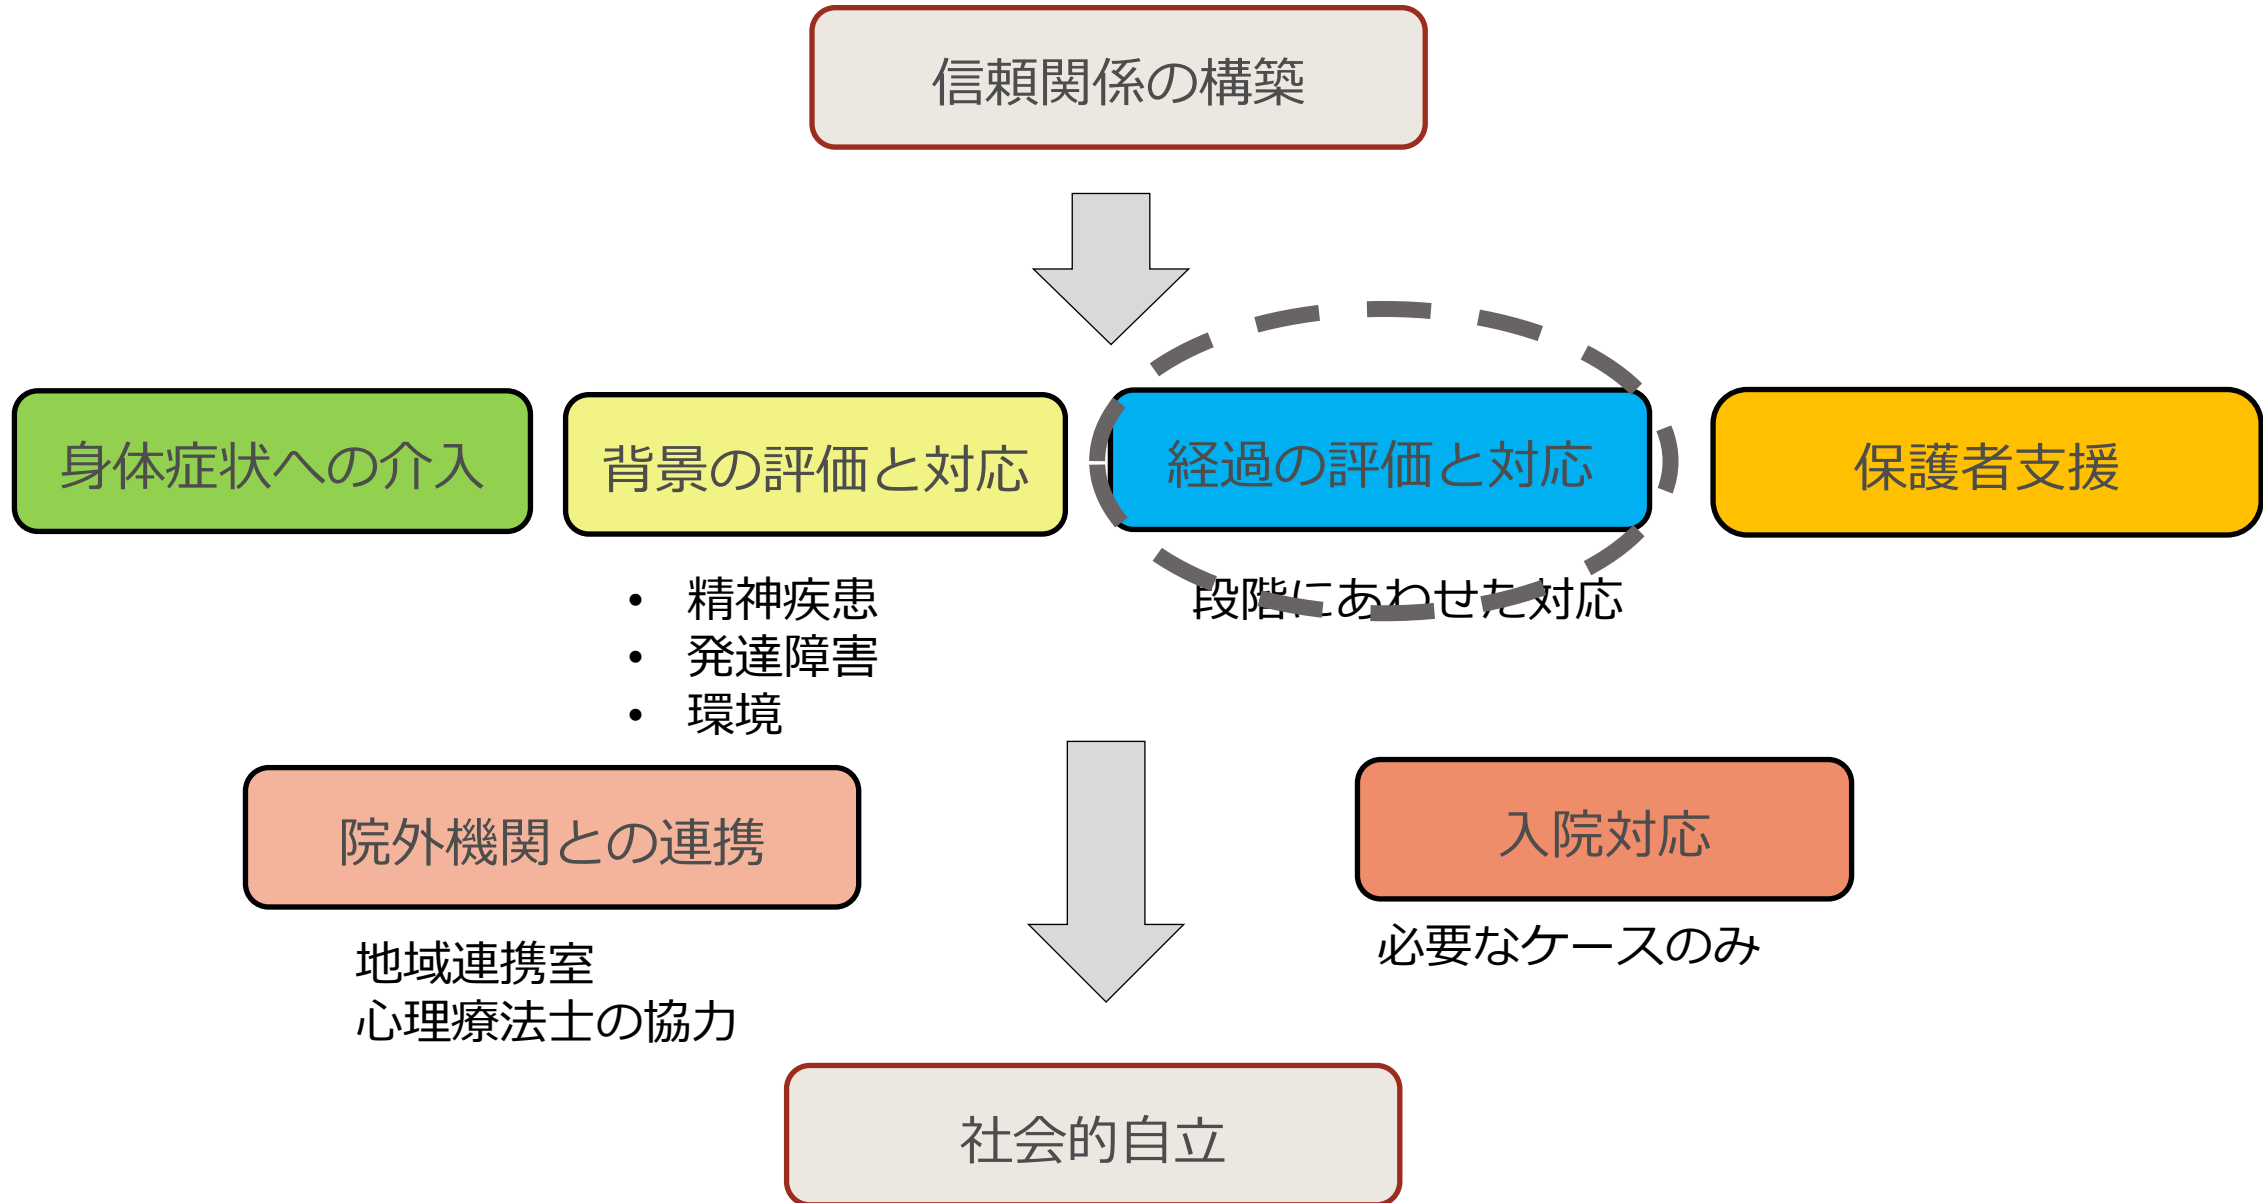 信頼関係の構築
身体症状への介入
背景の評価と対応
経過の評価と対応
保護者支援
• 精神疾患
• 発達障害
• 環境
段階にあわせた対応
院外機関との連携
入院対応
地域連携室
心理療法士の協力
必要なケースのみ
社会的自立